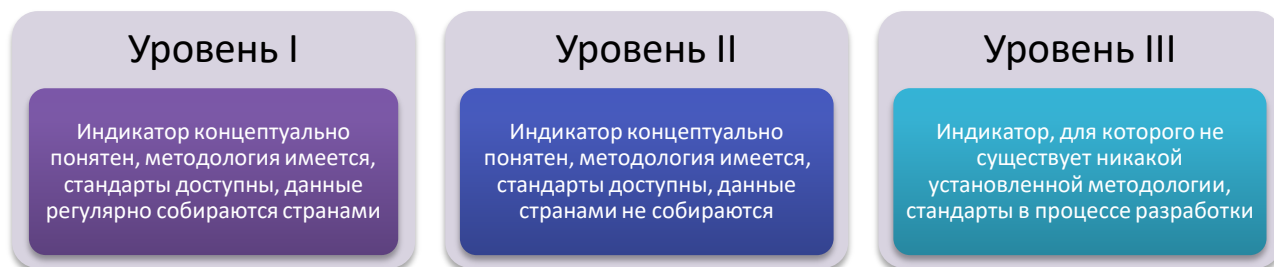 Уровень I
Индикатор концептуально
понятен, методология имеется,
стандарты доступны, данные
регулярно собираются странами
Уровень II
Индикатор концептуально
понятен, методология имеется,
стандарты доступны, данные
странами не собираются
Уровень III
Индикатор, для которого не
существует никакой
установленной методологии,
стандарты в процессе разработки